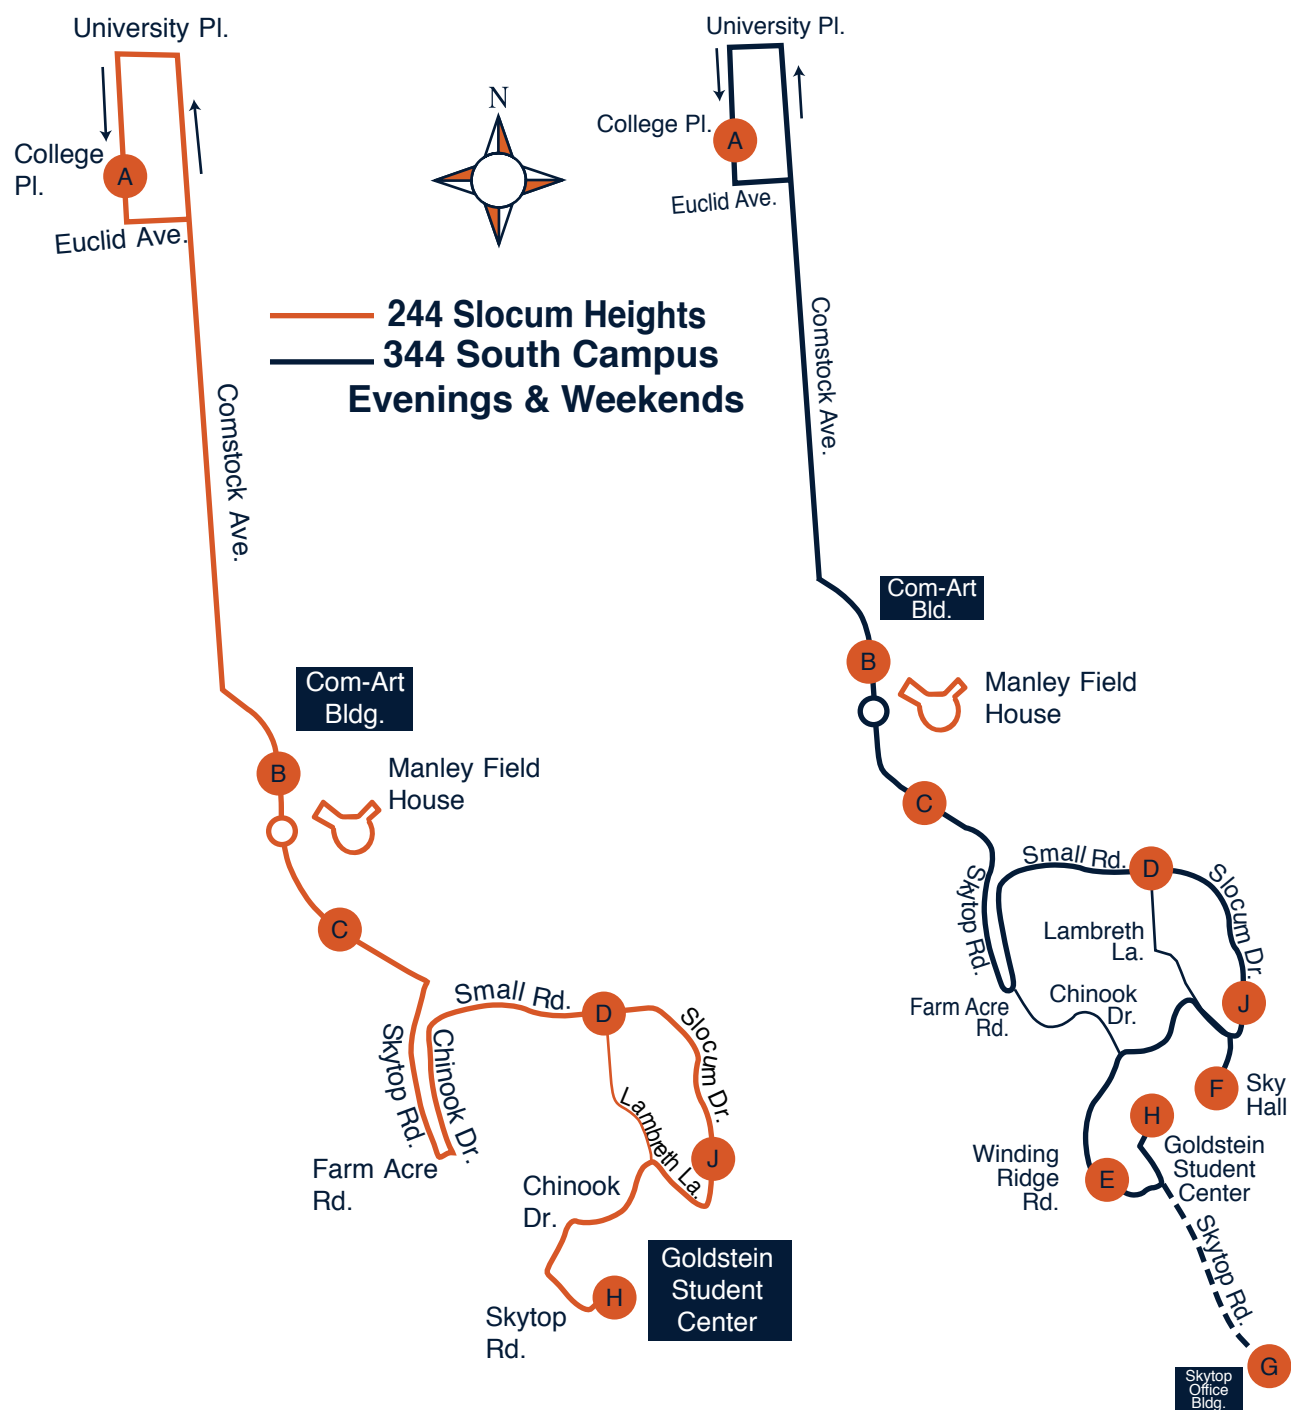 University Pl.
College
Pl.
A
Euclid Ave.
Comstock Ave.
Com-Art
Bldg.
B
Manley Field
House
C
Small Rd.
D
Slocum Dr.
Skytop Rd.
Chinook Dr.
Lambreth La.
Farm Acre
Rd.
J
Chinook
Dr.
H
Goldstein
Student
Center
Skytop
Rd.
N
244 Slocum Heights
344 South Campus
Evenings & Weekends
University Pl.
College Pl.
A
Euclid Ave.
Comstock Ave.
Com-Art
Bld.
B
Manley Field
House
C
Small Rd.
D
Slocum Dr.
Skytop Rd.
Lambreth
La.
Farm Acre
Rd.
Chinook
Dr.
J
F
Sky
Hall
H
Goldstein
Student
Center
Winding
Ridge
Rd.
E
Skytop Rd.
G
Skytop
Office
Bldg.